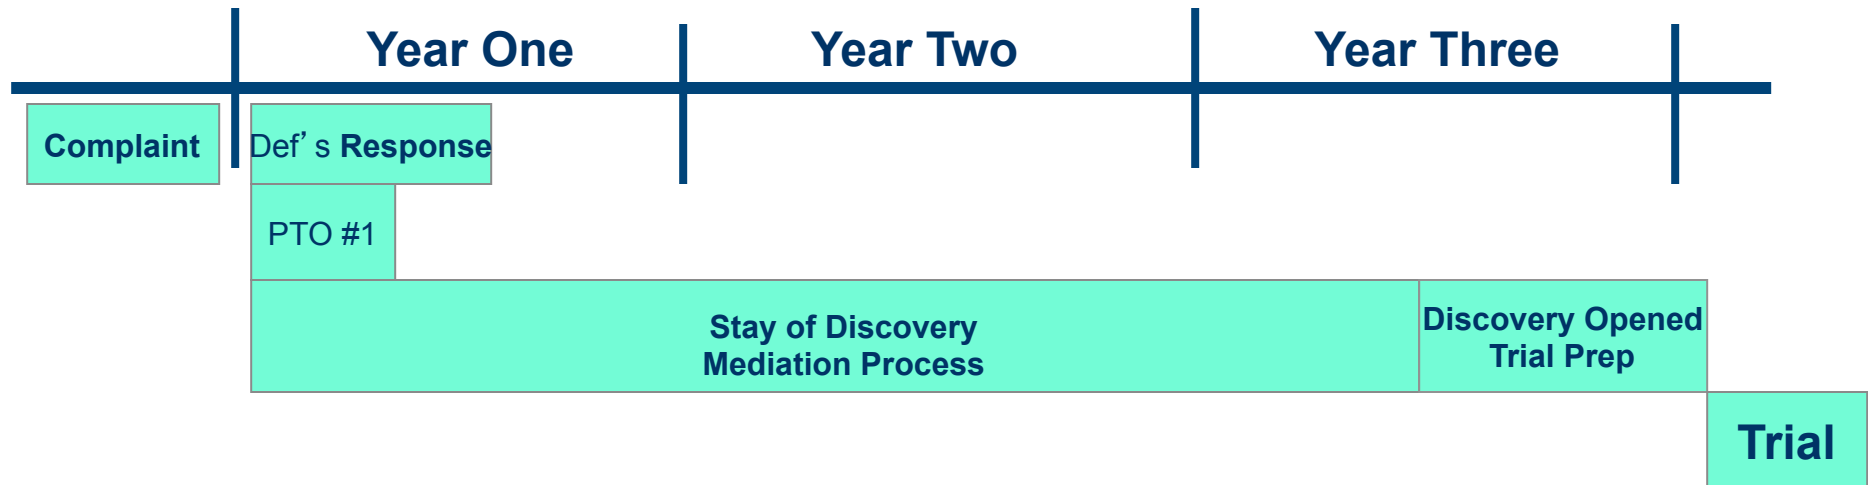 Year One
Year Two
Year Three
Complaint
Def’s Response
PTO #1
Stay of Discovery
Mediation Process
Discovery Opened
Trial Prep
Trial